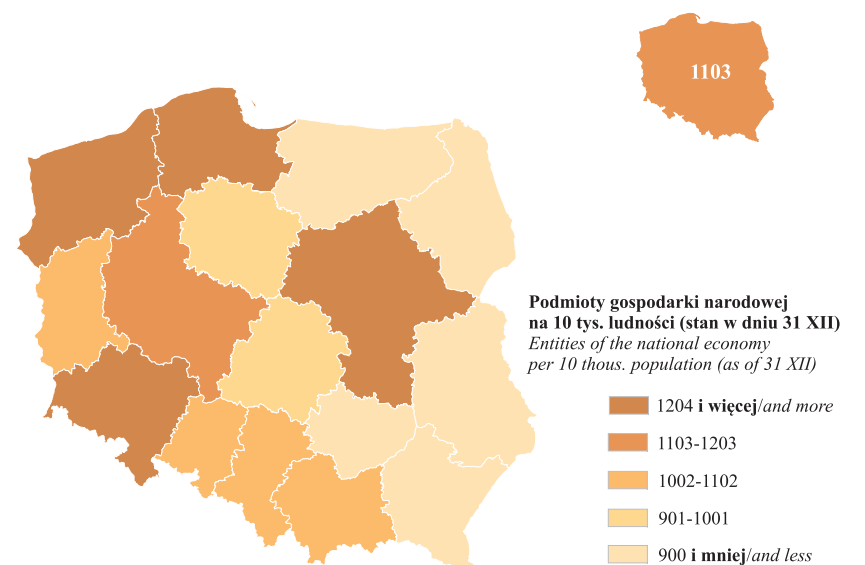 1103
Podmioty gospodarki narodowej
na 10 tys. ludności (stan w dniu 31 XII)
Entities of the national economy
per 10 thous. population (as of 31 XII)
1204 i więcej/and more
1103-1203
1002-1102
901-1001
900 i mniej/and less